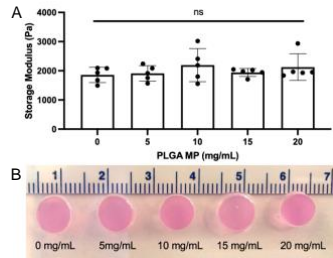 A
ns
Storage Modulus
(Pa)
4000
3000
2000
1000
0
0 5 10 15 20
PLGA MP (mg/mL)
B
1 2 3 4 5 6 7
0 mg/mL 5mg/mL 10 mg/mL 15 mg/mL 20 mg/mL